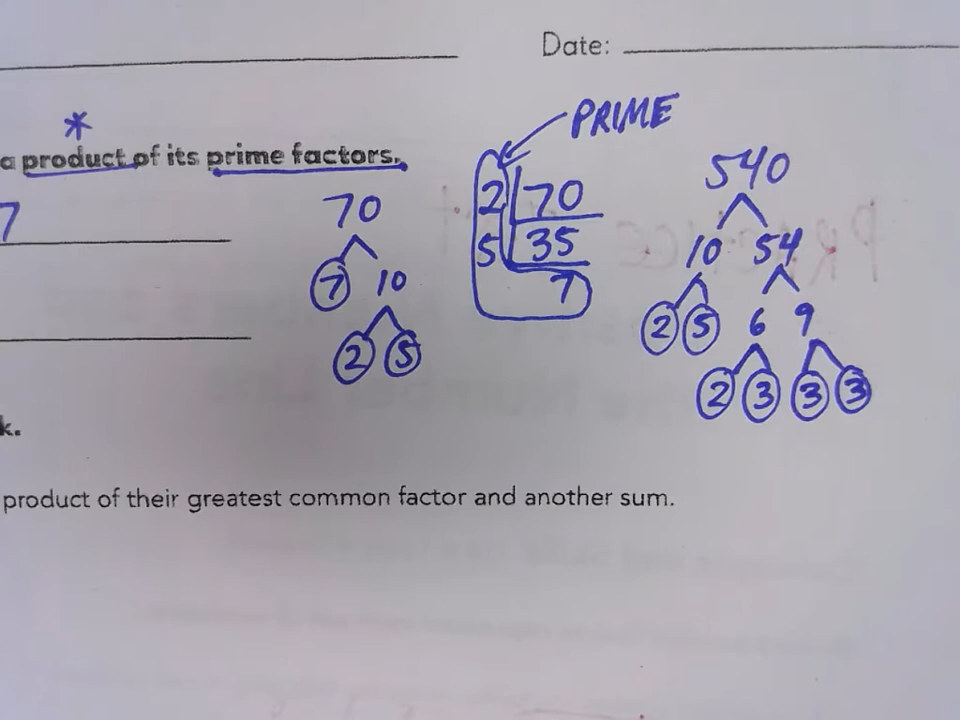 Date:
*
PRIME
a product of its prime factors.
7
70
7 10
2 5
2 70
5 35
7
540
10 54
2 5 6 9
2 3 3 3
k.
product of their greatest common factor and another sum.